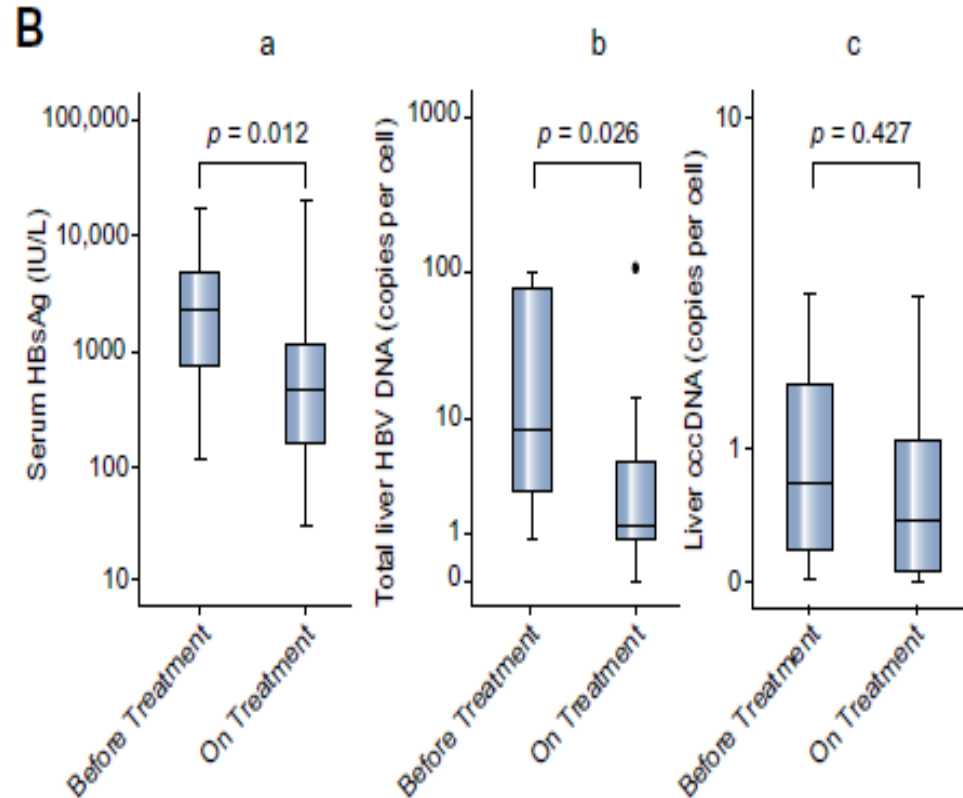 B
a
Serum HBsAg (IU/L)
100,000
10,000
1000
100
10
p = 0.012
Before Treatment
On Treatment
b
Total liver HBV DNA (copies per cell)
1000
100
10
1
0
p = 0.026
Before Treatment
On Treatment
c
Liver cccDNA (copies per cell)
10
1
0
p = 0.427
Before Treatment
On Treatment